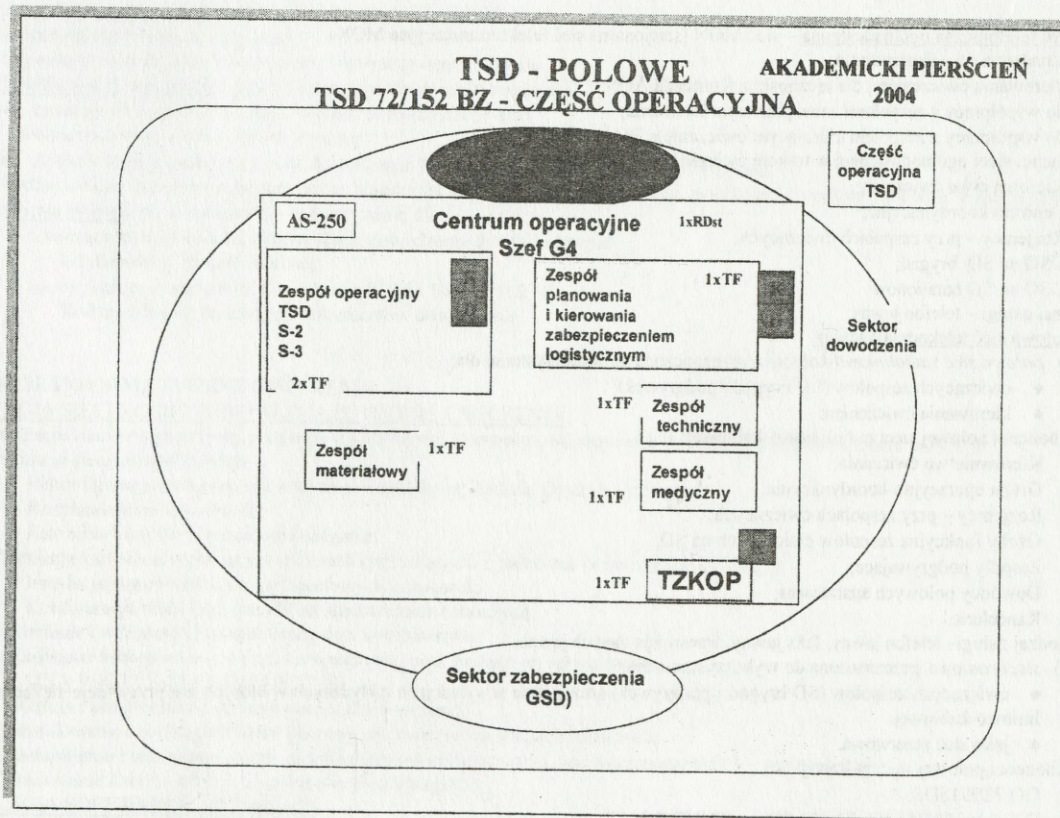 TSD - POLOWE
TSD 72/152 BZ - CZĘŚĆ OPERACYJNA
AKADEMICKI PIERŚCIEŃ
2004
Część
operacyjna
TSD
AS-250
Centrum operacyjne
Szef G4
1xRDst
Zespół operacyjny
TSD
S-2
S-3
2xTF
Zespół
planowania
i kierowania
zabezpieczeniem
logistycznym
1xTF
Sektor
dowodzenia
Zespół
materiałowy
1xTF
1xTF
Zespół
techniczny
1xTF
Zespół
medyczny
K
1xTF
TZKOP
Sektor zabezpieczenia
GSD)